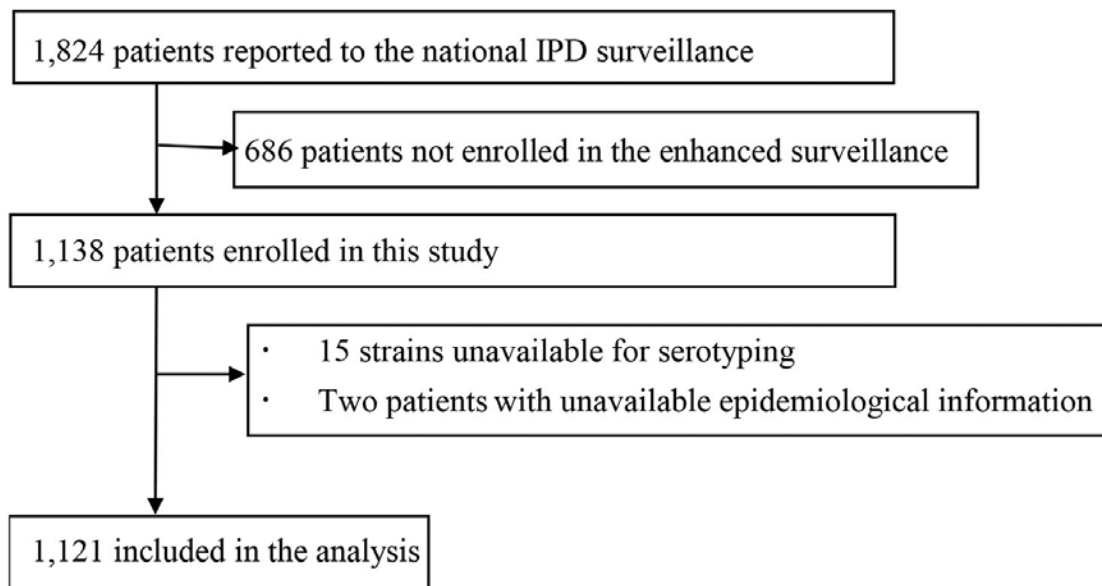 1,824 patients reported to the national IPD surveillance
686 patients not enrolled in the enhanced surveillance
1,138 patients enrolled in this study
· 15 strains unavailable for serotyping
· Two patients with unavailable epidemiological information
1,121 included in the analysis